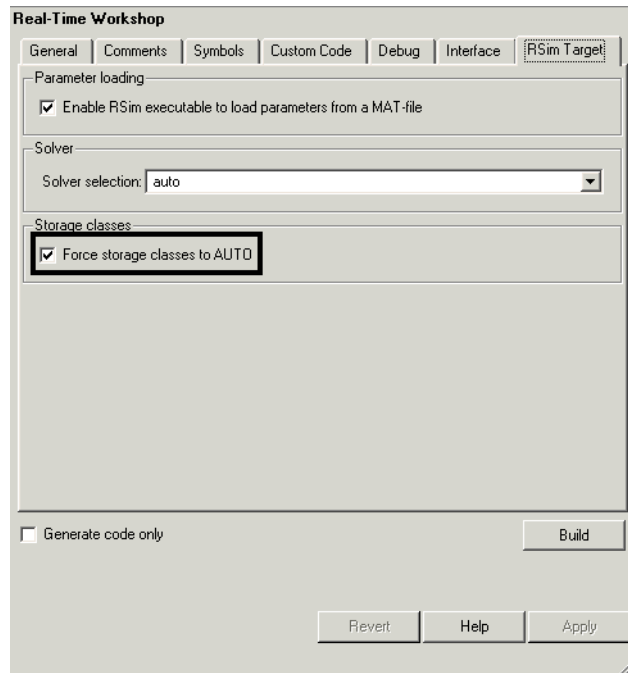 Real-Time Workshop
General Comments Symbols Custom Code Debug Interface RSim Target
Parameter loading
Enable RSim executable to load parameters from a MAT-file
Solver
Solver selection: auto
Storage classes
Force storage classes to AUTO
Generate code only Build
Revert Help Apply